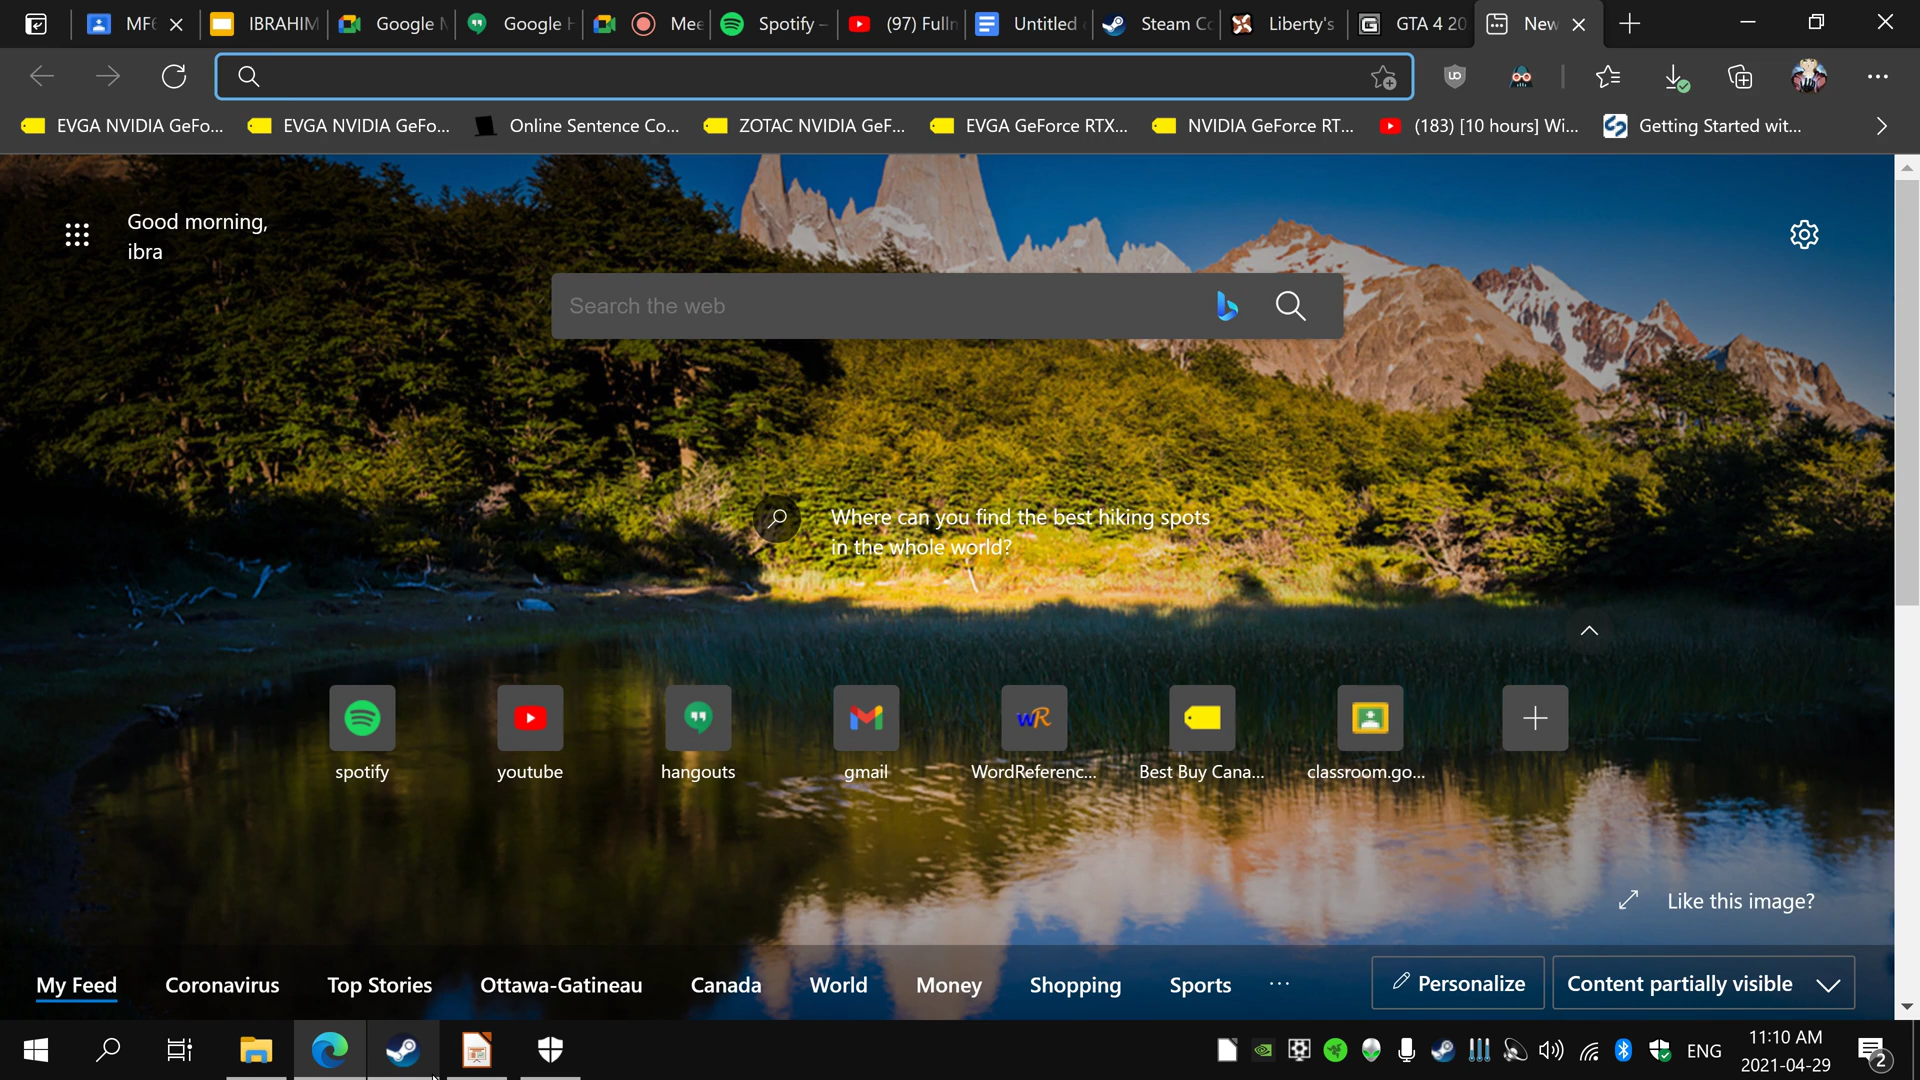 MF6
IBRAHIM
Google M
Google H
Mee
Spotify –
(97) Fulln
Untitled
Steam Co
Liberty's
GTA 4 20
New
EVGA NVIDIA GeFo...
EVGA NVIDIA GeFo...
Online Sentence Co...
ZOTAC NVIDIA GeF...
EVGA GeForce RTX...
NVIDIA GeForce RT...
(183) [10 hours] Wi...
Getting Started wit...
Good morning,
ibra
Search the web
Where can you find the best hiking spots
in the whole world?
spotify
youtube
hangouts
gmail
WordReferenc...
Best Buy Cana...
classroom.go...
Like this image?
My Feed
Coronavirus
Top Stories
Ottawa-Gatineau
Canada
World
Money
Shopping
Sports
...
Personalize
Content partially visible
ENG
11:10 AM
2021-04-29
2